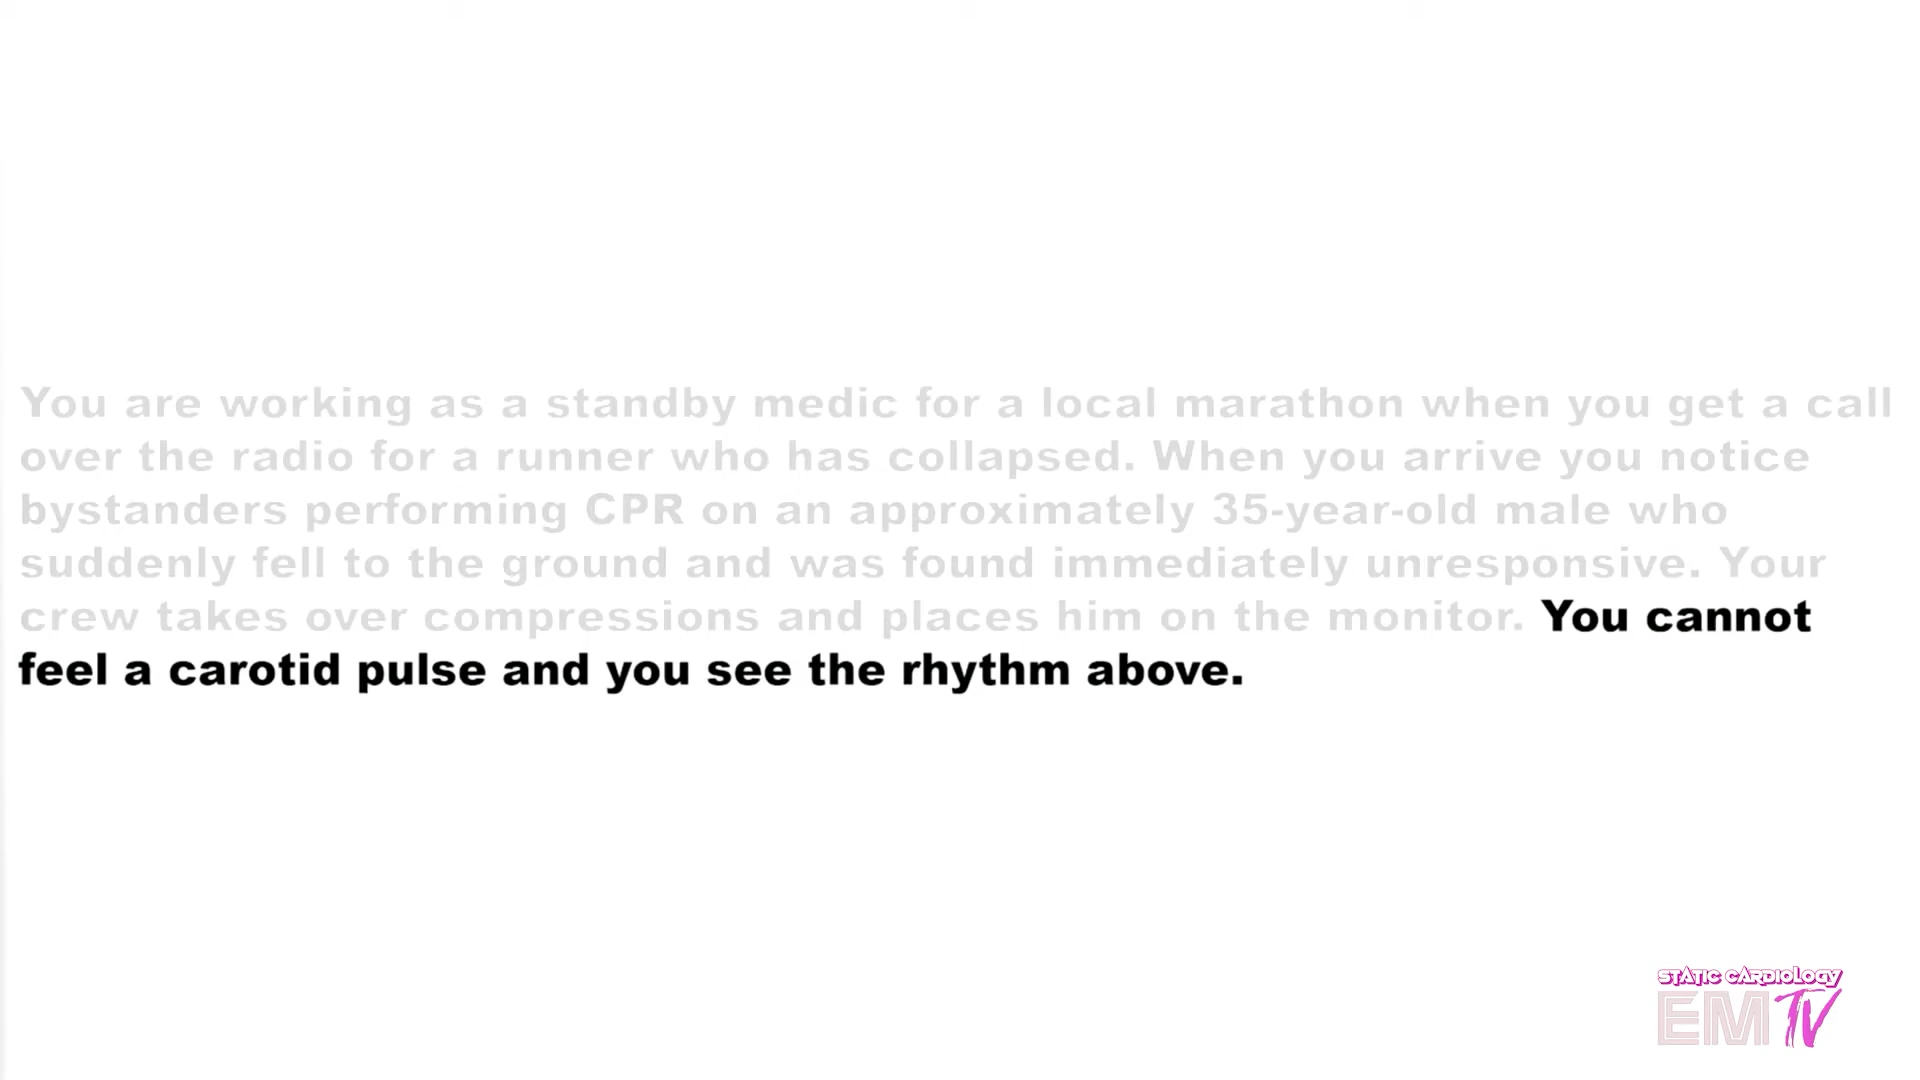 You are working as a standby medic for a local marathon when you get a call
over the radio for a runner who has collapsed. When you arrive you notice
bystanders performing CPR on an approximately 35-year-old male who
suddenly fell to the ground and was found immediately unresponsive. Your
crew takes over compressions and places him on the monitor. You cannot
feel a carotid pulse and you see the rhythm above.
STATIC CARDIOLOGY
EMTV